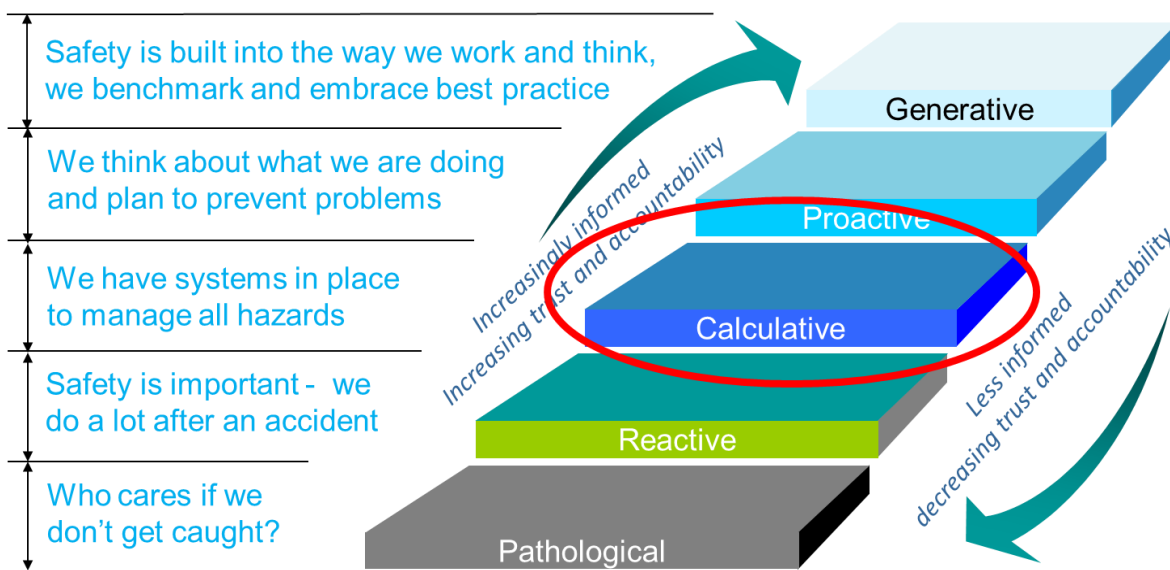 Safety is built into the way we work and think,
we benchmark and embrace best practice
We think about what we are doing
and plan to prevent problems
We have systems in place
to manage all hazards
Safety is important -  we
do a lot after an accident
Who cares if we
don't get caught?
Increasingly informed
Increasing trust and accountability
Generative
Proactive
Calculative
Reactive
Pathological
Less informed
decreasing trust and accountability